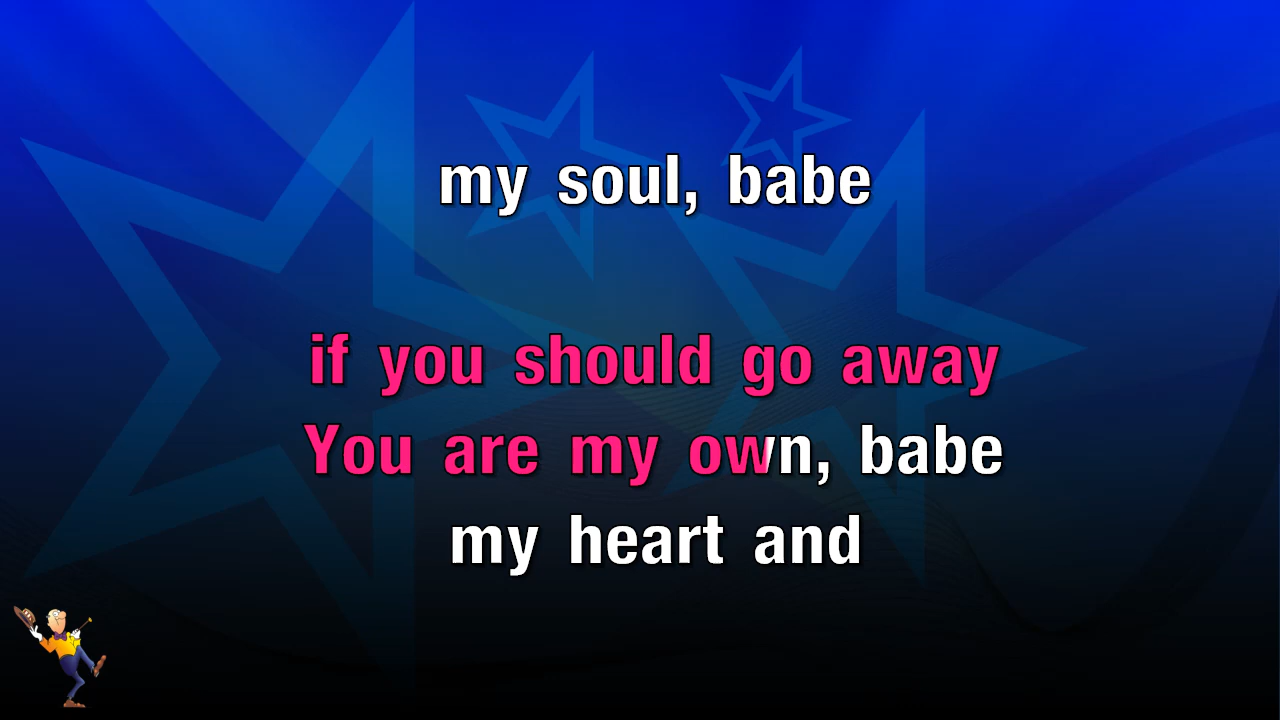 my soul, babe
if you should go away
You are my own, babe
my heart and